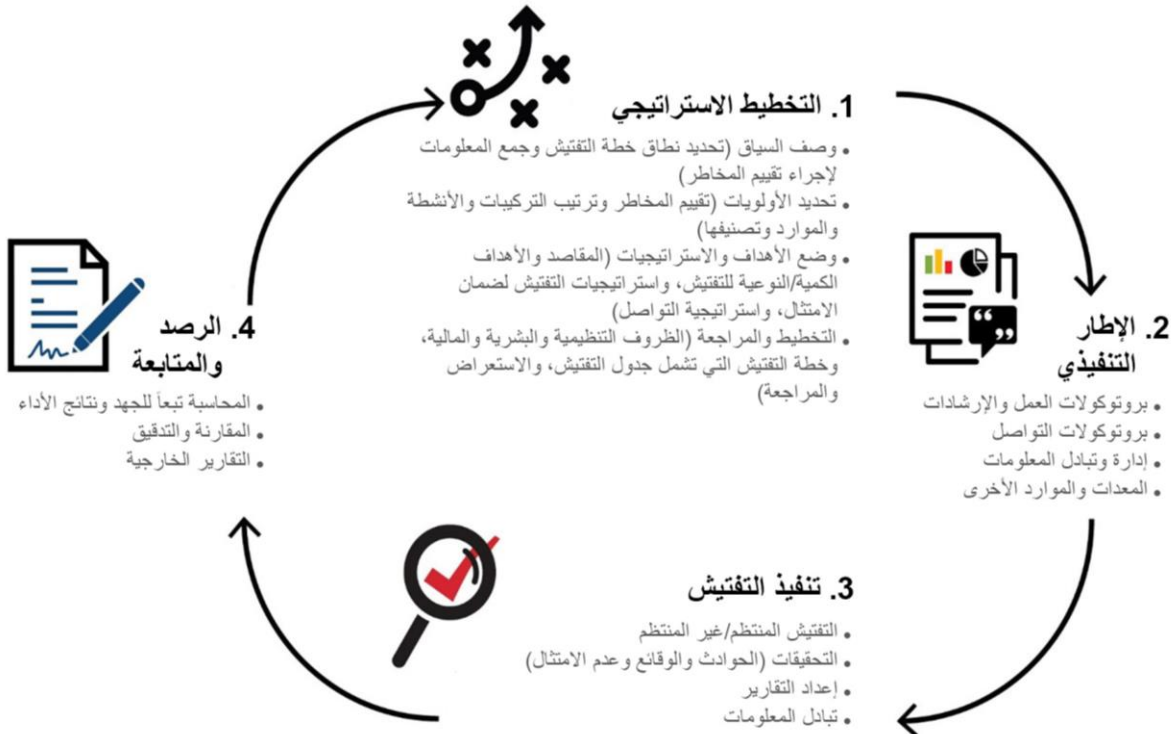 1. التخطيط الاستراتيجي
• وصف السياق (تحديد نطاق خطة التفتيش وجمع المعلومات
لإجراء تقييم المخاطر)
• تحديد الأولويات (تقييم المخاطر وترتيب التركيبات والأنشطة
والموارد وتصنيفها)
• وضع الأهداف والاستراتيجيات (المقاصد والأهداف
الكمية/النوعية للتفتيش، واستراتيجيات التفتيش لضمان
الامتثال، واستراتيجية التواصل)
• التخطيط والمراجعة (الظروف التنظيمية والبشرية والمالية،
وخطة التفتيش التي تشمل جدول التفتيش، والاستعراض
والمراجعة)
2. الإطار
التنفيذي
• بروتوكولات العمل والإرشادات
• بروتوكولات التواصل
• إدارة وتبادل المعلومات
• المعدات والموارد الأخرى
3. تنفيذ التفتيش
• التفتيش المنتظم/غير المنتظم
• التحقيقات (الحوادث والوقائع وعدم الامتثال)
• إعداد التقارير
• تبادل المعلومات
4. الرصد
والمتابعة
• المحاسبة تبعاً للجهد ونتائج الأداء
• المقارنة والتدقيق
• التقارير الخارجية